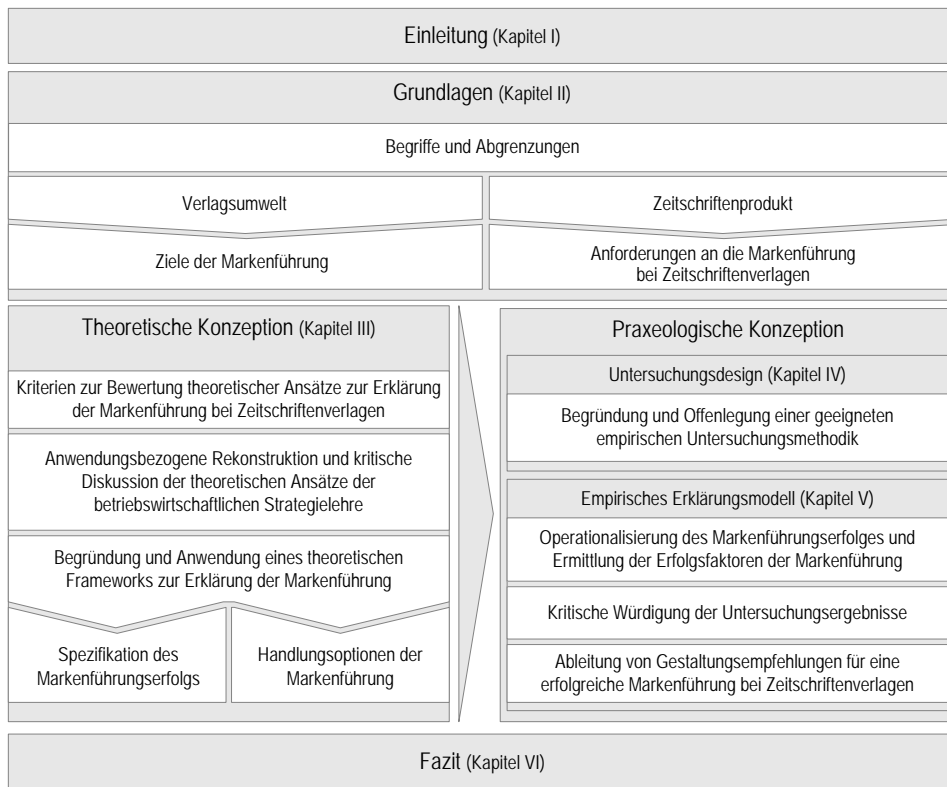 Einleitung (Kapitel I)
Grundlagen (Kapitel II)
Begriffe und Abgrenzungen
Verlagsumwelt
Ziele der Markenführung
Zeitschriftenprodukt
Anforderungen an die Markenführung
bei Zeitschriftenverlagen
Theoretische Konzeption (Kapitel III)
Kriterien zur Bewertung theoretischer Ansätze zur Erklärung
der Markenführung bei Zeitschriftenverlagen
Anwendungsbezogene Rekonstruktion und kritische
Diskussion der theoretischen Ansätze der
betriebswirtschaftlichen Strategielehre
Begründung und Anwendung eines theoretischen
Frameworks zur Erklärung der Markenführung
Spezifikation des
Markenführungserfolgs
Handlungsoptionen der
Markenführung
Praxeologische Konzeption
Untersuchungsdesign (Kapitel IV)
Begründung und Offenlegung einer geeigneten
empirischen Untersuchungsmethodik
Empirisches Erklärungsmodell (Kapitel V)
Operationalisierung des Markenführungserfolges und
Ermittlung der Erfolgsfaktoren der Markenführung
Kritische Würdigung der Untersuchungsergebnisse
Ableitung von Gestaltungsempfehlungen für eine
erfolgreiche Markenführung bei Zeitschriftenverlagen
Fazit (Kapitel VI)